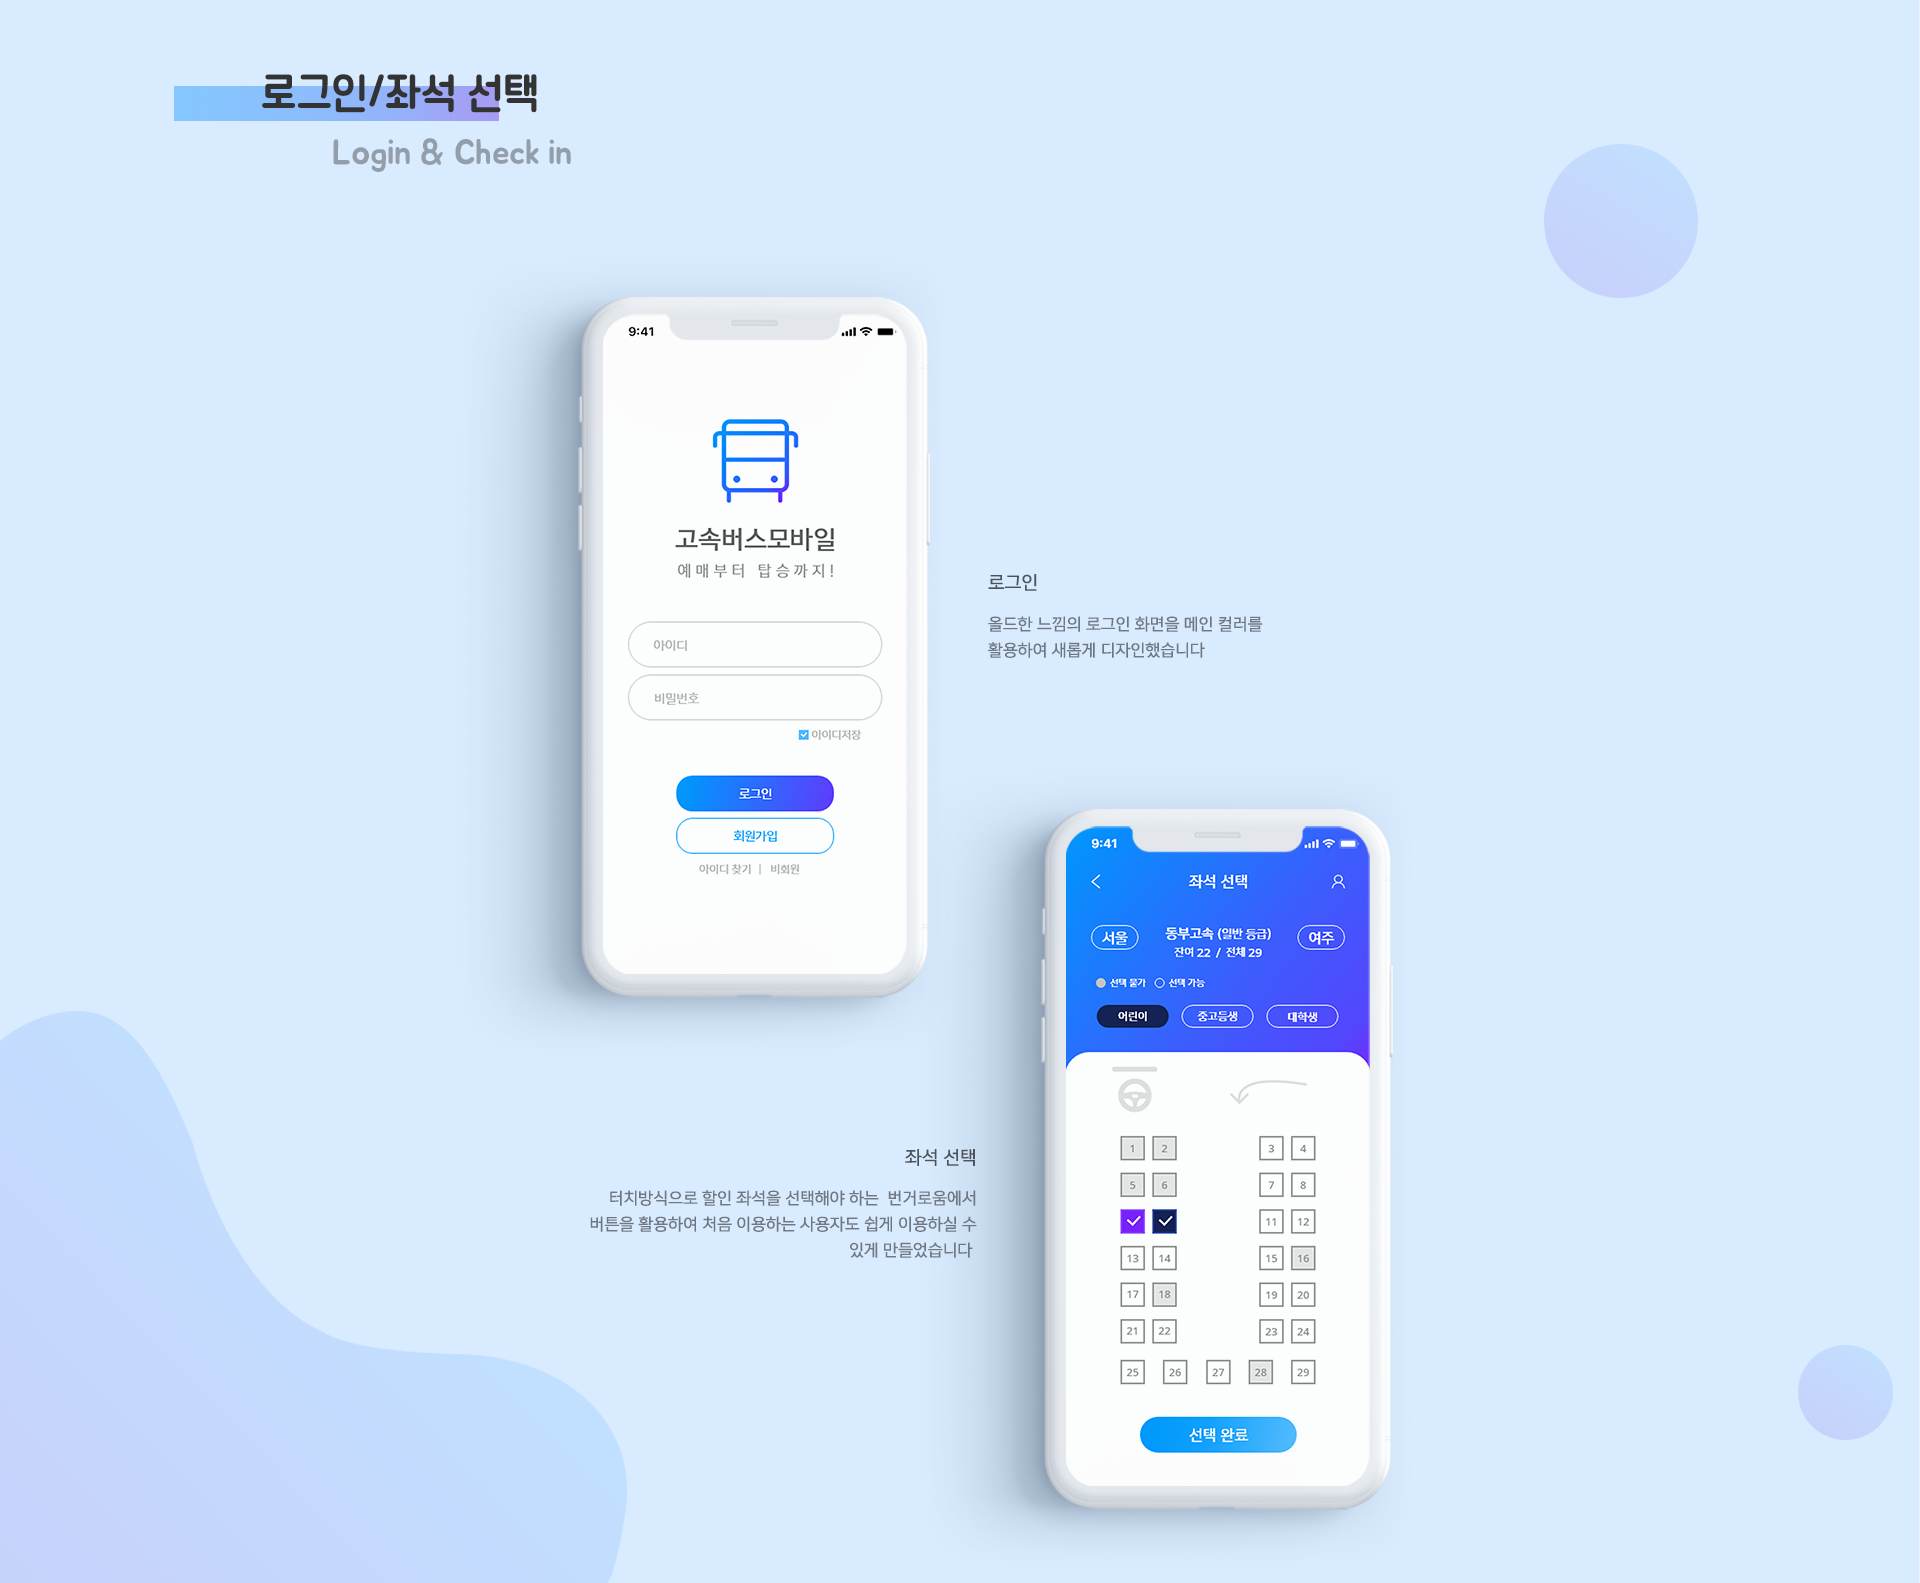 로그인/좌석 선택
Login & Check in
9:41
고속버스모바일
예매부터 탑승까지!
아이디
비밀번호
아이디저장
로그인
회원가입
아이디 찾기 | 비회원
로그인
올드한 느낌의 로그인 화면을 메인 컬러를
활용하여 새롭게 디자인했습니다
9:41
좌석 선택
서울
동부고속 (일반 등급)
여주
잔여 22 / 전체 29
선택 불가 선택 가능
어린이 중고등생 대학생
1 2 3 4
5 6 7 8
11 12
13 14 15 16
17 18 19 20
21 22 23 24
25 26 27 28 29
선택 완료
좌석 선택
터치방식으로 할인 좌석을 선택해야 하는 번거로움에서
버튼을 활용하여 처음 이용하는 사용자도 쉽게 이용하실 수
있게 만들었습니다